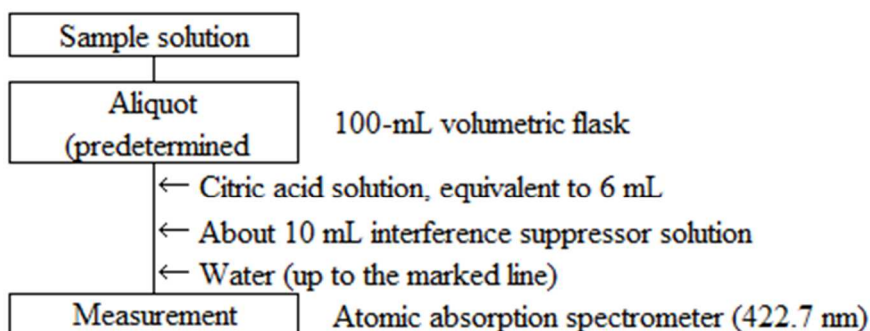 Sample solution
Aliquot
(predetermined
100-mL volumetric flask
← Citric acid solution, equivalent to 6 mL
← About 10 mL interference suppressor solution
← Water (up to the marked line)
Measurement
Atomic absorption spectrometer (422.7 nm)